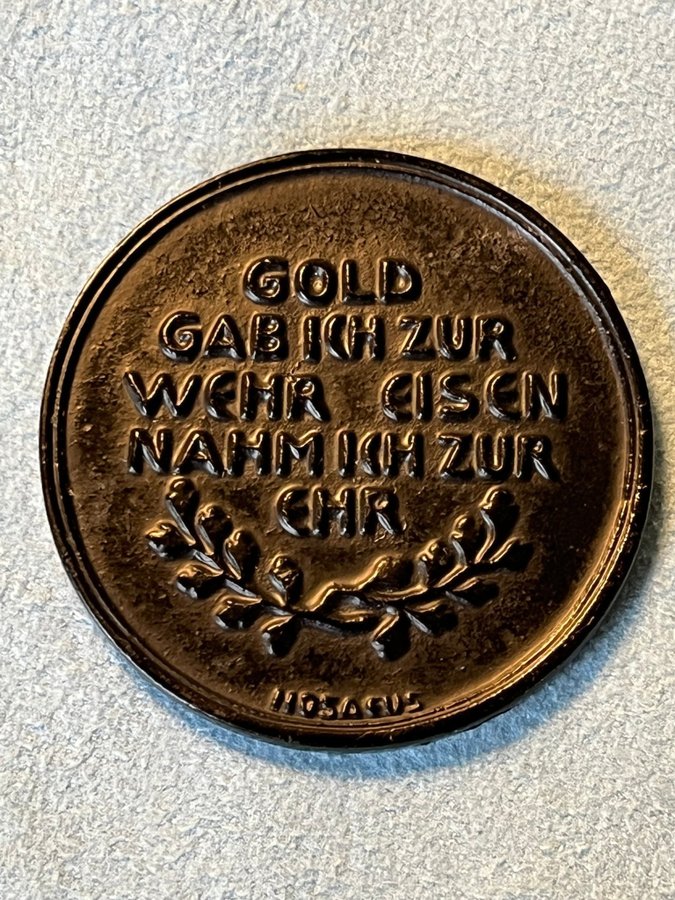 GOLD
GAB ICH ZUR
WEHR EISEN
NAHM ICH ZUR
EHR
HOSAEUS